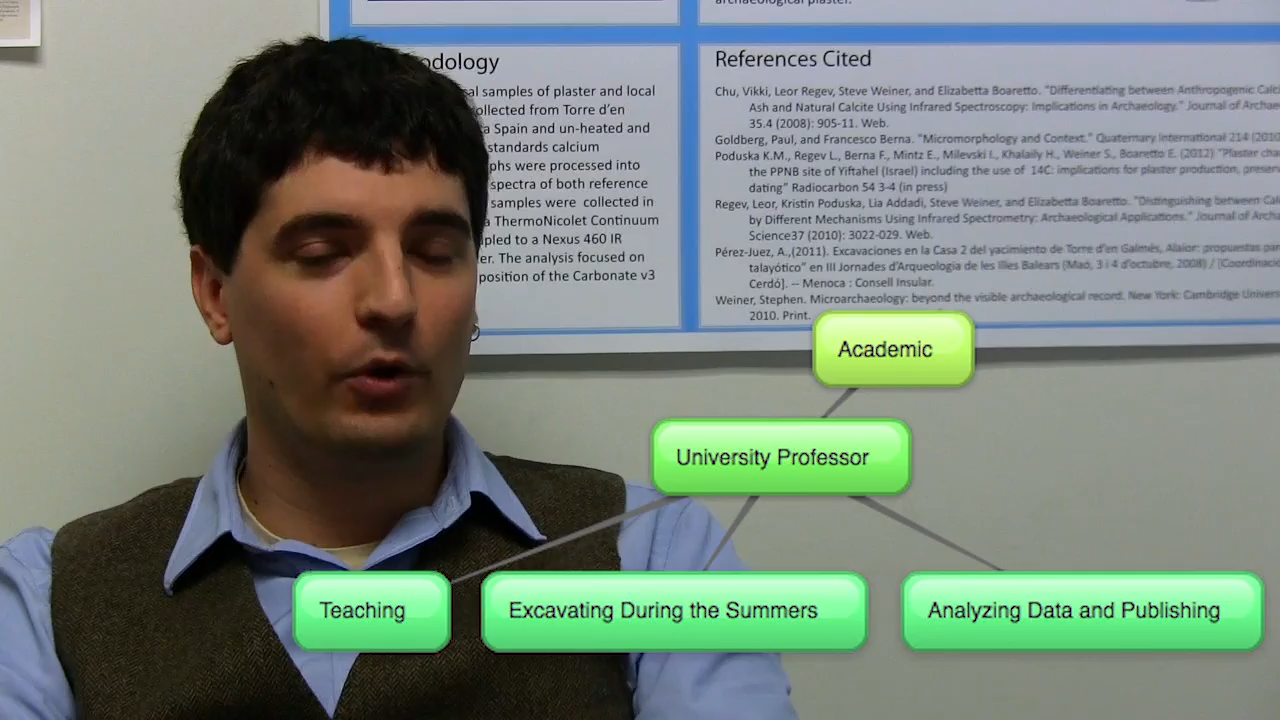 archaeological plaster.
References Cited
Chu, Vikki, Leor Regev, Steve Weiner, and Elizabetta Boaretto. "Differentiating between Anthropogenic Calci
Ash and Natural Calcite Using Infrared Spectroscopy: Implications in Archaeology." Journal of Archae
35.4 (2008): 905-11. Web.
Goldberg, Paul, and Francesco Berna. "Micromorphology and Context." Quaternary International 214 (2010
Poduska K.M., Regev L., Berna F., Mintz E., Milevski I., Khalaily H., Weiner S., Boaretto E. (2012) "Plaster cha
the PPNB site of Yiftahel (Israel) including the use of 14C: implications for plaster production, preser
dating" Radiocarbon 54 3-4 (in press)
Regev, Leor, Kristin Poduska, Lia Addadi, Steve Weiner, and Elizabetta Boaretto. "Distinguishing between Cal
by Different Mechanisms Using Infrared Spectrometry: Archaeological Applications." Journal of Arch
Science37 (2010): 3022-029. Web.
Pérez-Juez, A.,(2011). Excavaciones en la Casa 2 del yacimiento de Torre d'en Galmés, Alaior: propuestas pa
talayótico" en III Jornades d'Arqueologia de les Illes Balears (Maó, 3 i 4 d'octubre, 2008) / [Coordinació
Cerdó]. -- Menoca : Consell Insular.
Weiner, Stephen. Microarchaeology: beyond the visible archaeological record. New York: Cambridge Univers
2010. Print.
odology
al samples of plaster and local
ollected from Torre d'en
a Spain and un-heated and
standards calcium
phs were processed into
spectra of both reference
samples were collected in
a ThermoNicolet Continuum
upled to a Nexus 460 IR
er. The analysis focused on
position of the Carbonate v3
Academic
University Professor
Teaching
Excavating During the Summers
Analyzing Data and Publishing